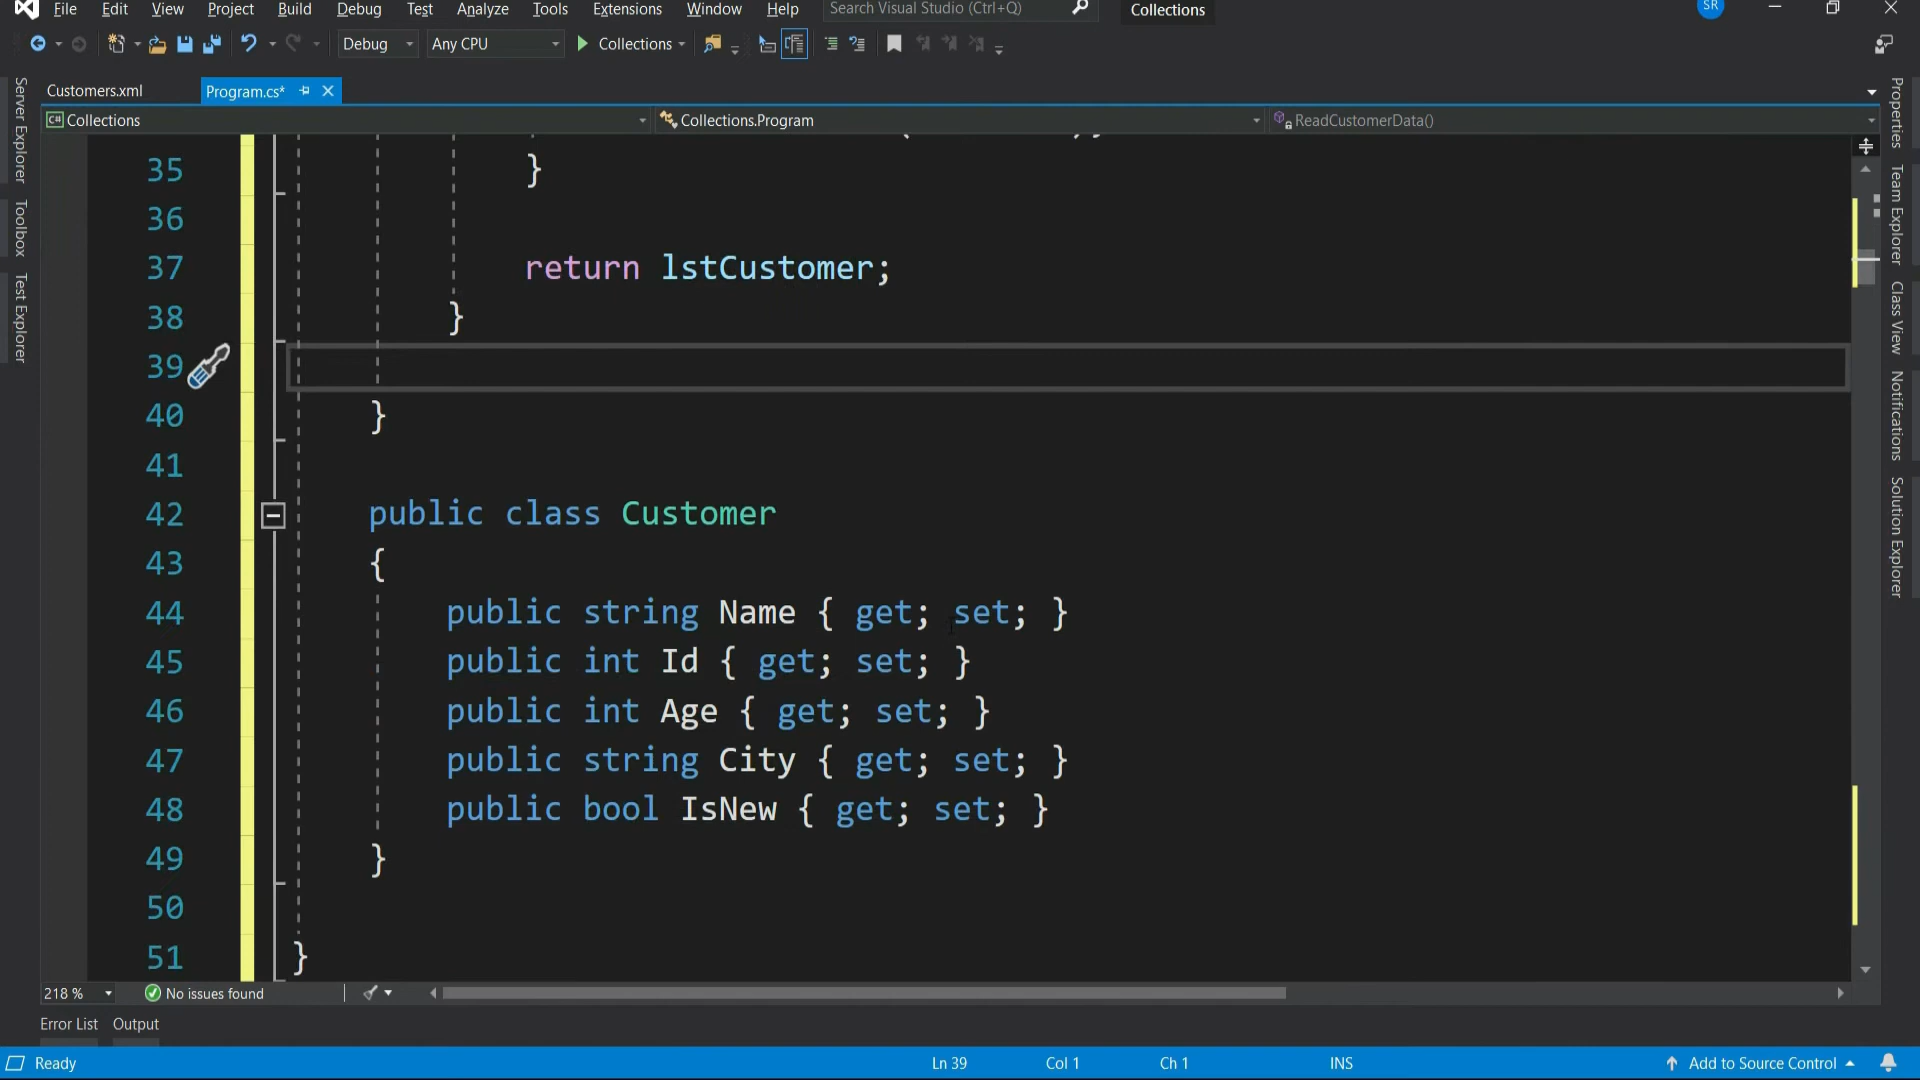 File Edit View Project Build Debug Test Analyze Tools Extensions Window Help Search Visual Studio (Ctrl+Q) Collections SR
Debug Any CPU Collections
Customers.xml Program.cs*
C# Collections Collections.Program ReadCustomerData()
Server Explorer
Toolbox
Test Explorer
35 }
36
37 return lstCustomer;
38 }
39
40 }
41
42 public class Customer
43 {
44 public string Name { get; set; }
45 public int Id { get; set; }
46 public int Age { get; set; }
47 public string City { get; set; }
48 public bool IsNew { get; set; }
49 }
50
51 }
Properties
Team Explorer
Class View
Notifications
Solution Explorer
218 % No issues found
Error List Output
Ready Ln 39 Col 1 Ch 1 INS Add to Source Control